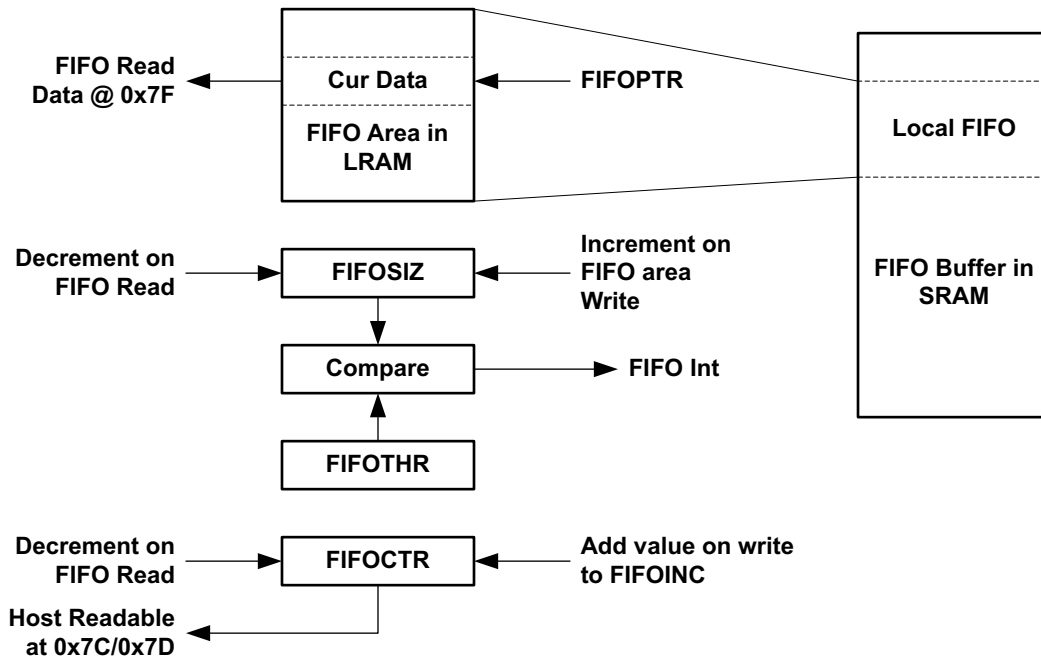 FIFO Read
Data @ 0x7F
Cur Data
FIFOPTR
FIFO Area in
LRAM
Local FIFO
Decrement on
FIFO Read
FIFOSIZ
Increment on
FIFO area
Write
FIFO Buffer in
SRAM
Compare
FIFO Int
FIFOTHR
Decrement on
FIFO Read
FIFOCTR
Add value on write
to FIFOINC
Host Readable
at 0x7C/0x7D